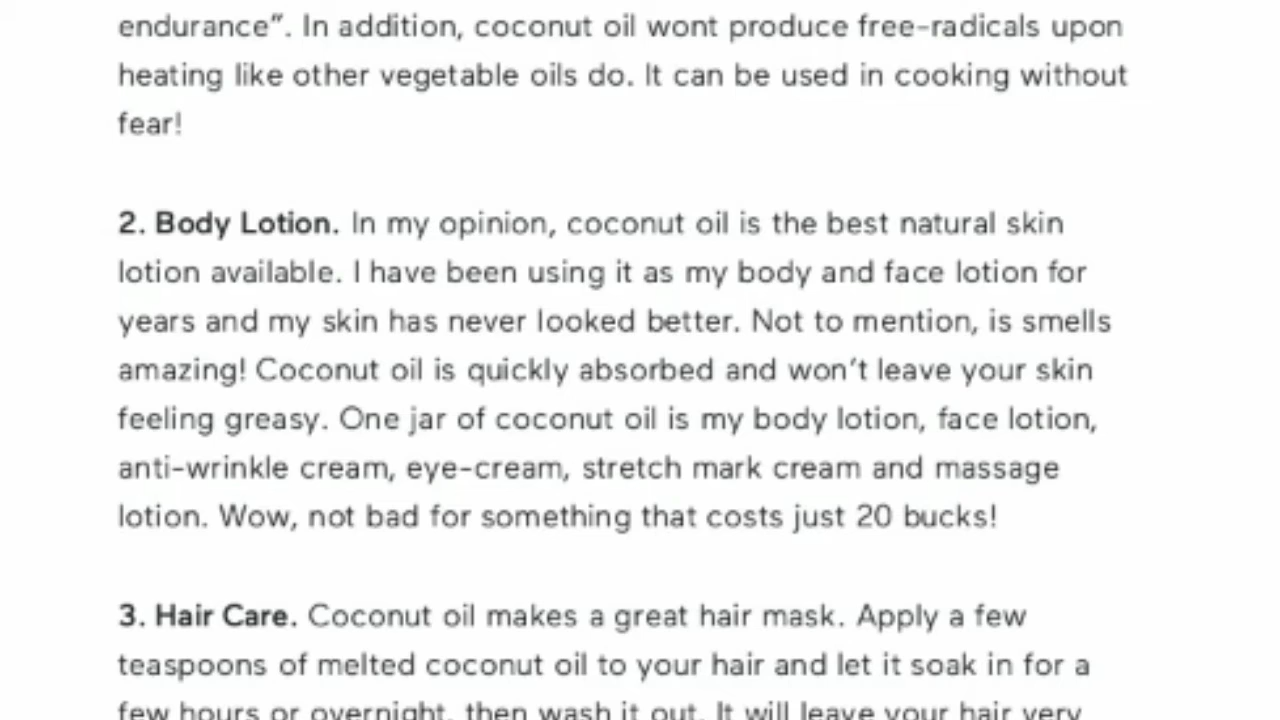 endurance”. In addition, coconut oil wont produce free-radicals upon
heating like other vegetable oils do. It can be used in cooking without
fear!
2. Body Lotion. In my opinion, coconut oil is the best natural skin
lotion available. I have been using it as my body and face lotion for
years and my skin has never looked better. Not to mention, is smells
amazing! Coconut oil is quickly absorbed and won’t leave your skin
feeling greasy. One jar of coconut oil is my body lotion, face lotion,
anti-wrinkle cream, eye-cream, stretch mark cream and massage
lotion. Wow, not bad for something that costs just 20 bucks!
3. Hair Care. Coconut oil makes a great hair mask. Apply a few
teaspoons of melted coconut oil to your hair and let it soak in for a
few hours or overnight, then wash it out. It will leave your hair very